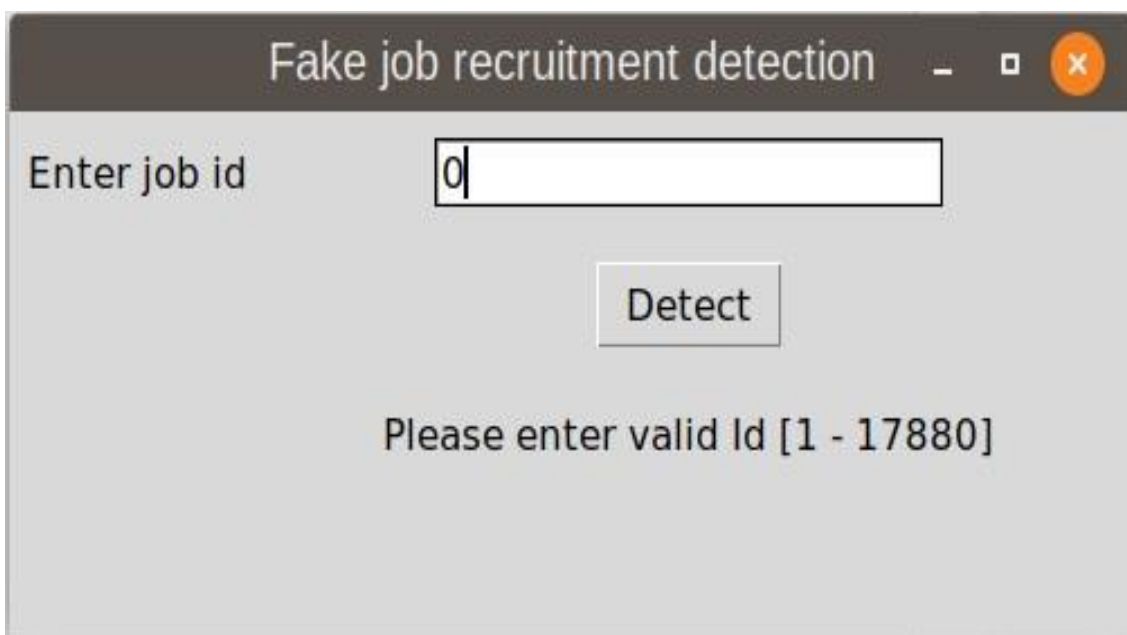 Fake job recruitment detection
Enter job id 0
Detect
Please enter valid Id [1 - 17880]